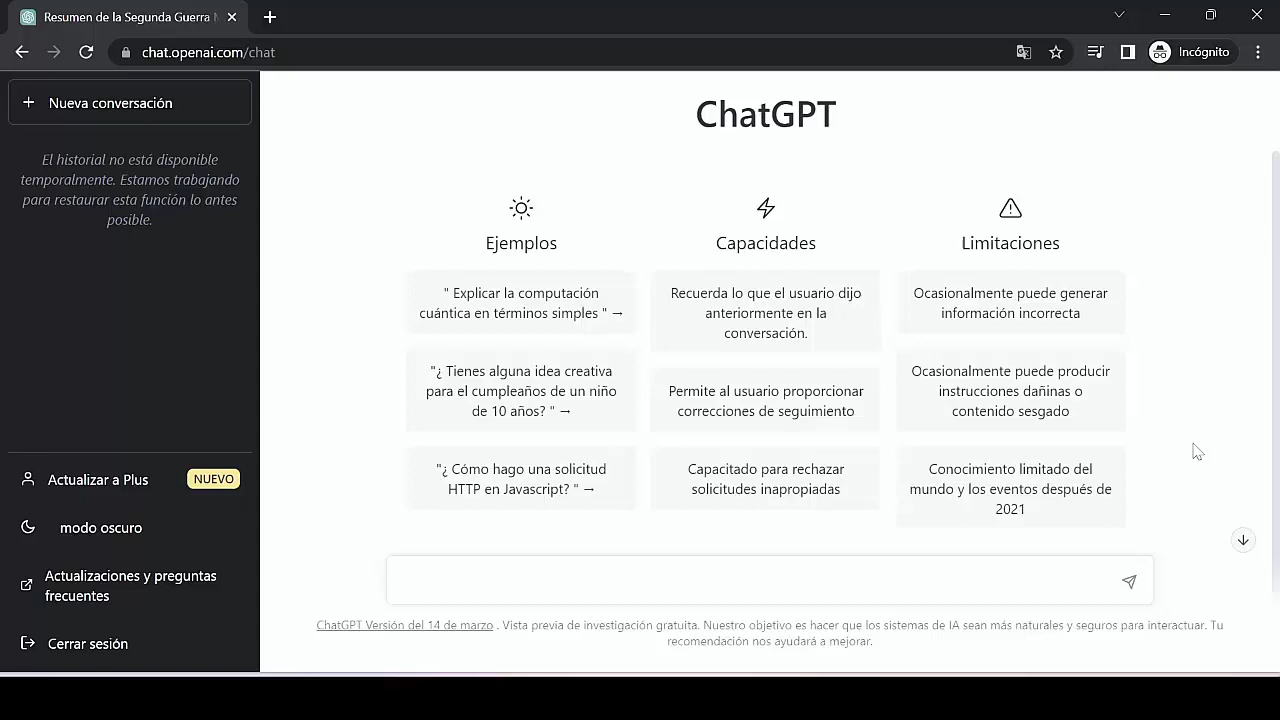 Resumen de la Segunda Guerra
chat.openai.com/chat
Incógnito
Nueva conversación
El historial no está disponible
temporalmente. Estamos trabajando
para restaurar esta función lo antes
posible.
Actualizar a Plus
NUEVO
modo oscuro
Actualizaciones y preguntas
frecuentes
Cerrar sesión
ChatGPT
Ejemplos
" Explicar la computación
cuántica en términos simples " →
"¿ Tienes alguna idea creativa
para el cumpleaños de un niño
de 10 años? " →
"¿ Cómo hago una solicitud
HTTP en Javascript? " →
Capacidades
Recuerda lo que el usuario dijo
anteriormente en la
conversación.
Permite al usuario proporcionar
correcciones de seguimiento
Capacitado para rechazar
solicitudes inapropiadas
Limitaciones
Ocasionalmente puede generar
información incorrecta
Ocasionalmente puede producir
instrucciones dañinas o
contenido sesgado
Conocimiento limitado del
mundo y los eventos después de
2021
ChatGPT Versión del 14 de marzo . Vista previa de investigación gratuita. Nuestro objetivo es hacer que los sistemas de IA sean más naturales y seguros para interactuar. Tu
recomendación nos ayudará a mejorar.